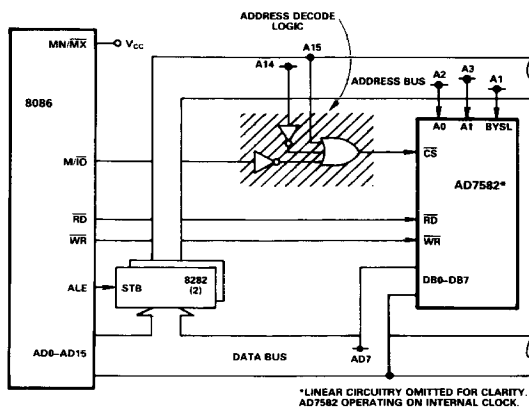 ADDRESS DECODE
LOGIC
MN/MX
VCC
A15
A14
ADDRESS BUS
A2
A3
A1
8086
A0
A1
BYSL
M/IO
CS
AD7582*
RD
RD
WR
WR
ALE
STB
8282
(2)
DB0–DB7
AD0–AD15
DATA BUS
AD7
*LINEAR CIRCUITRY OMITTED FOR CLARITY.
AD7582 OPERATING ON INTERNAL CLOCK.